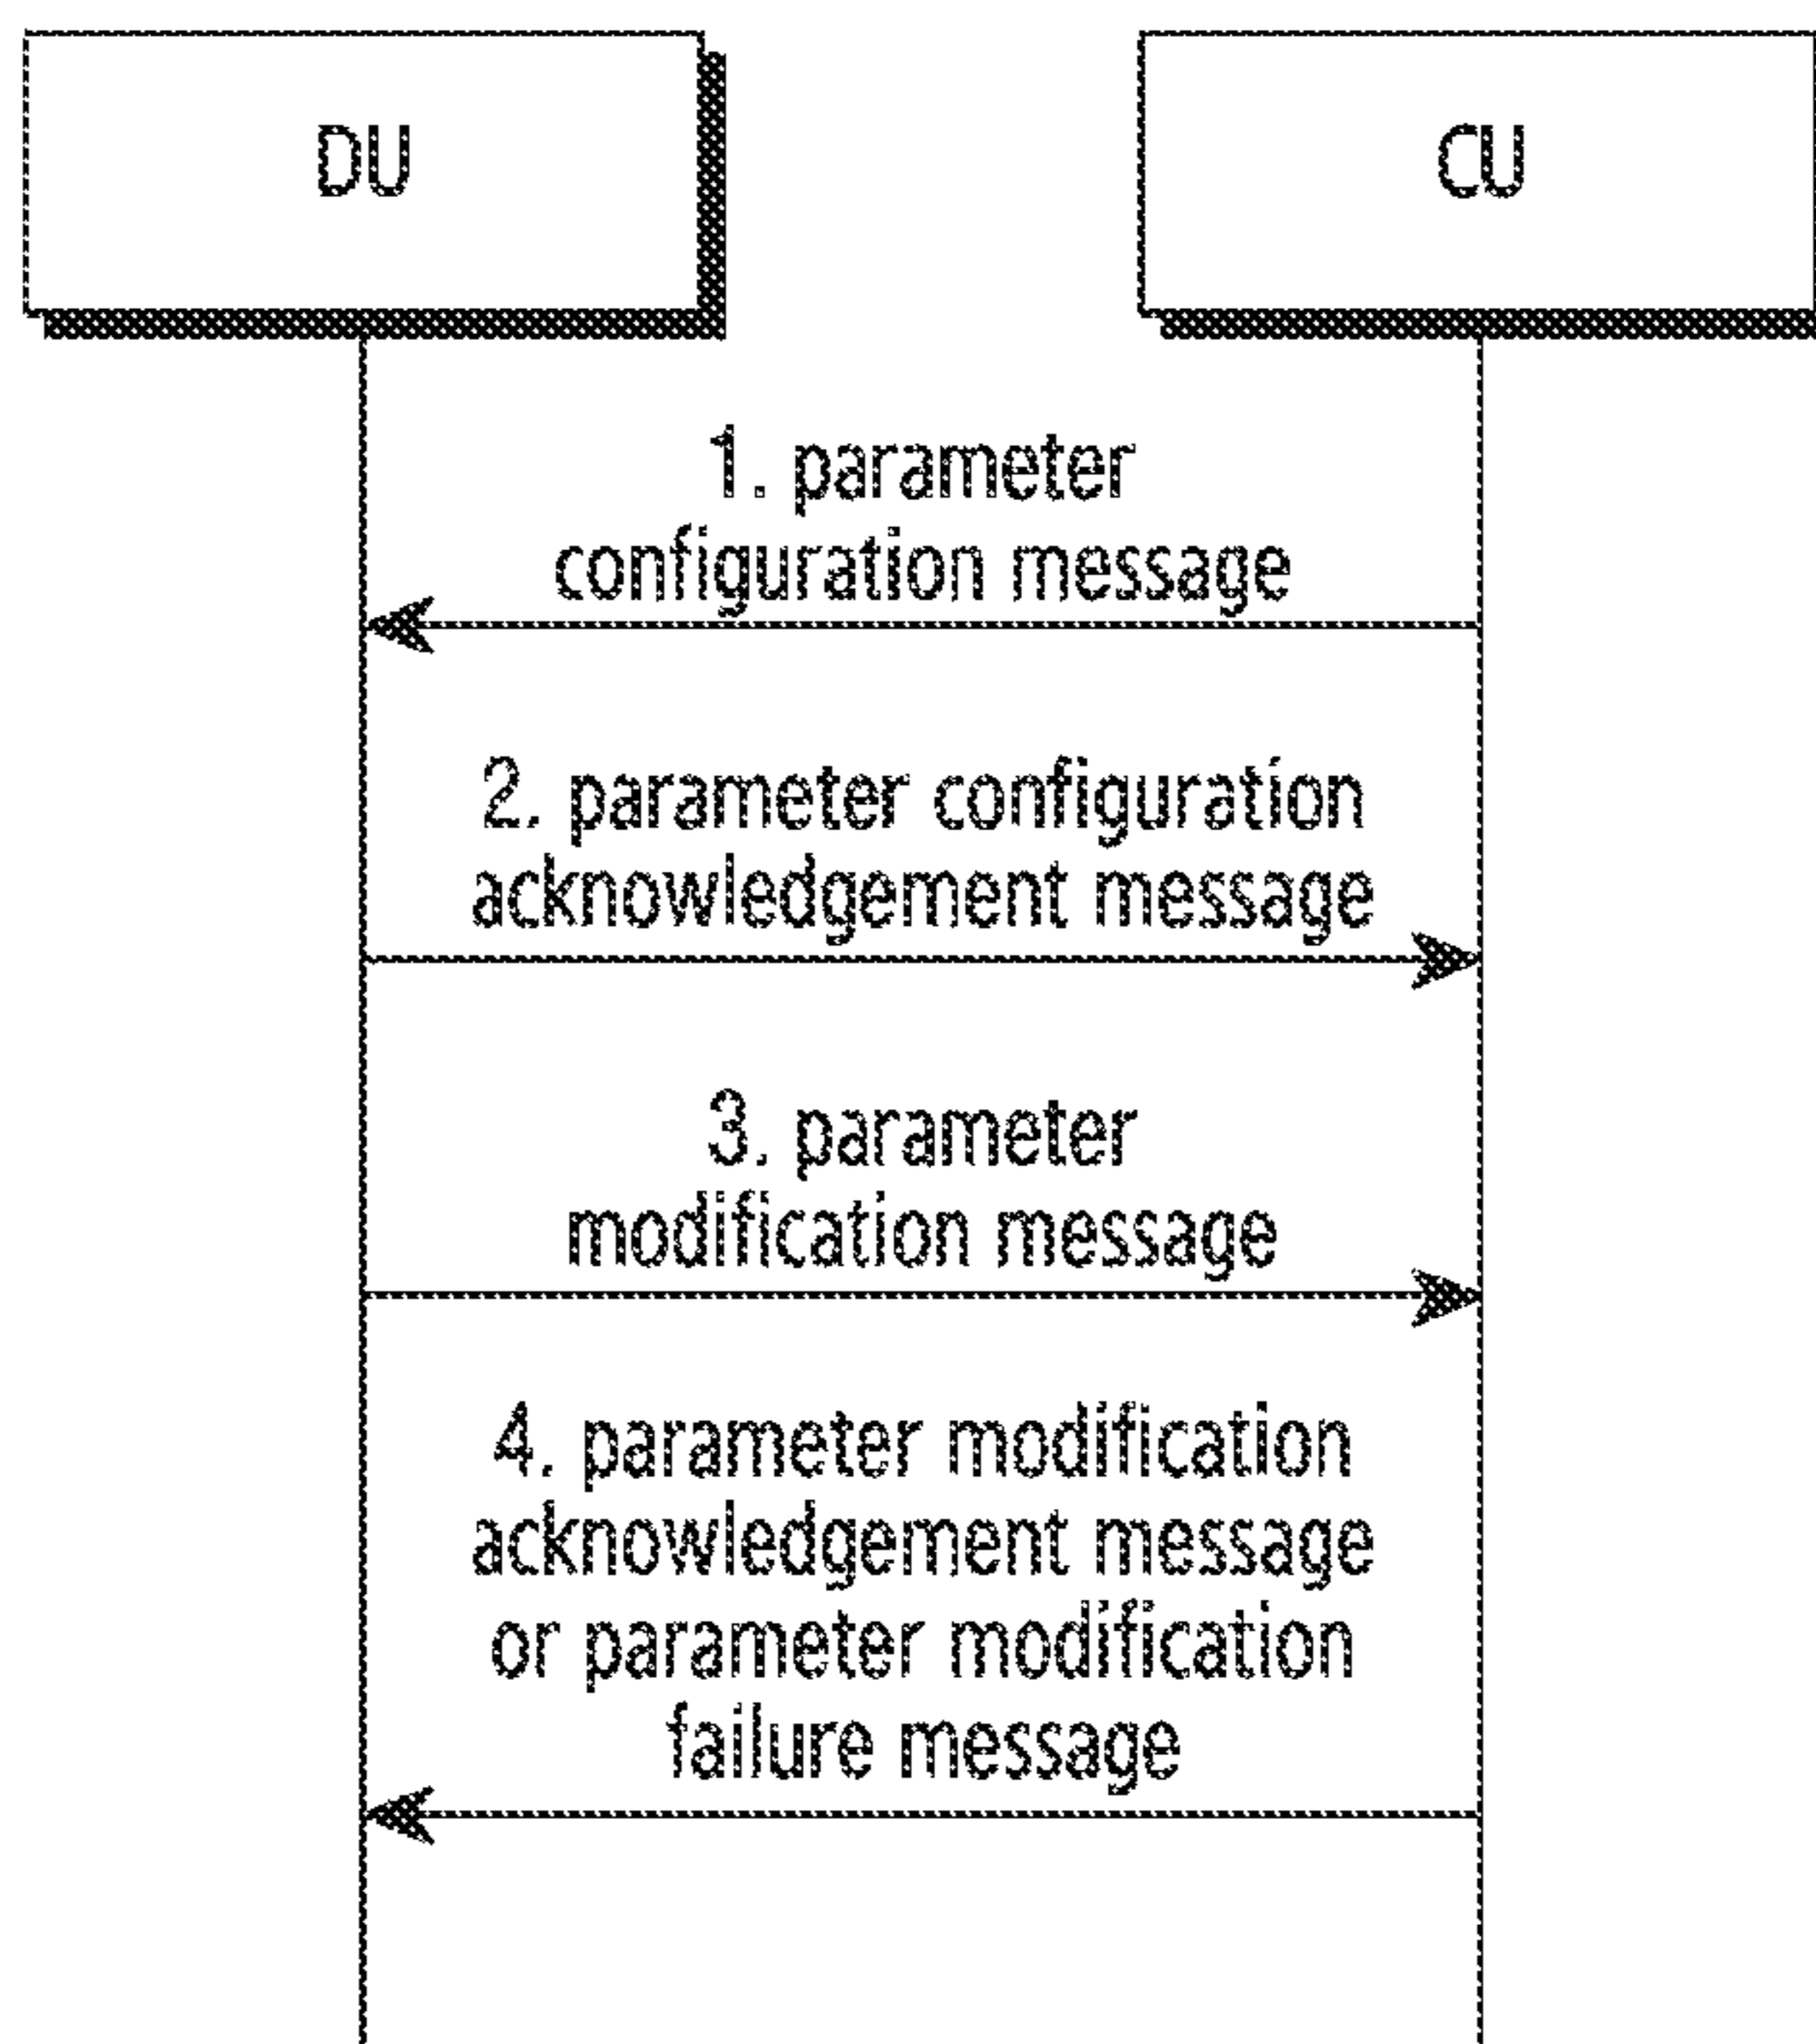 DU
CU
1. parameter
configuration message
2. parameter configuration
acknowledgement message
3. parameter
modification message
4. parameter modification
acknowledgement message
or parameter modification
failure message